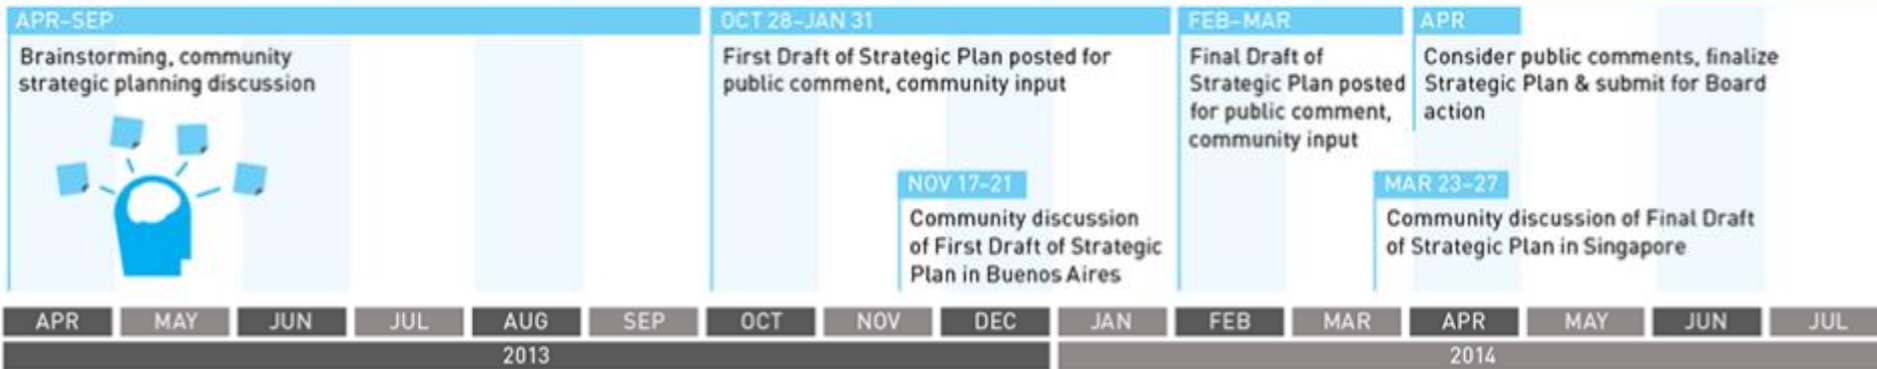 APR–SEP
Brainstorming, community
strategic planning discussion
OCT 28–JAN 31
First Draft of Strategic Plan posted for
public comment, community input
NOV 17–21
Community discussion
of First Draft of Strategic
Plan in Buenos Aires
FEB–MAR
Final Draft of
Strategic Plan posted
for public comment,
community input
MAR 23–27
Community discussion of Final Draft
of Strategic Plan in Singapore
APR
Consider public comments, finalize
Strategic Plan & submit for Board
action
APR MAY JUN JUL AUG SEP OCT NOV DEC JAN FEB MAR APR MAY JUN JUL
2013 2014